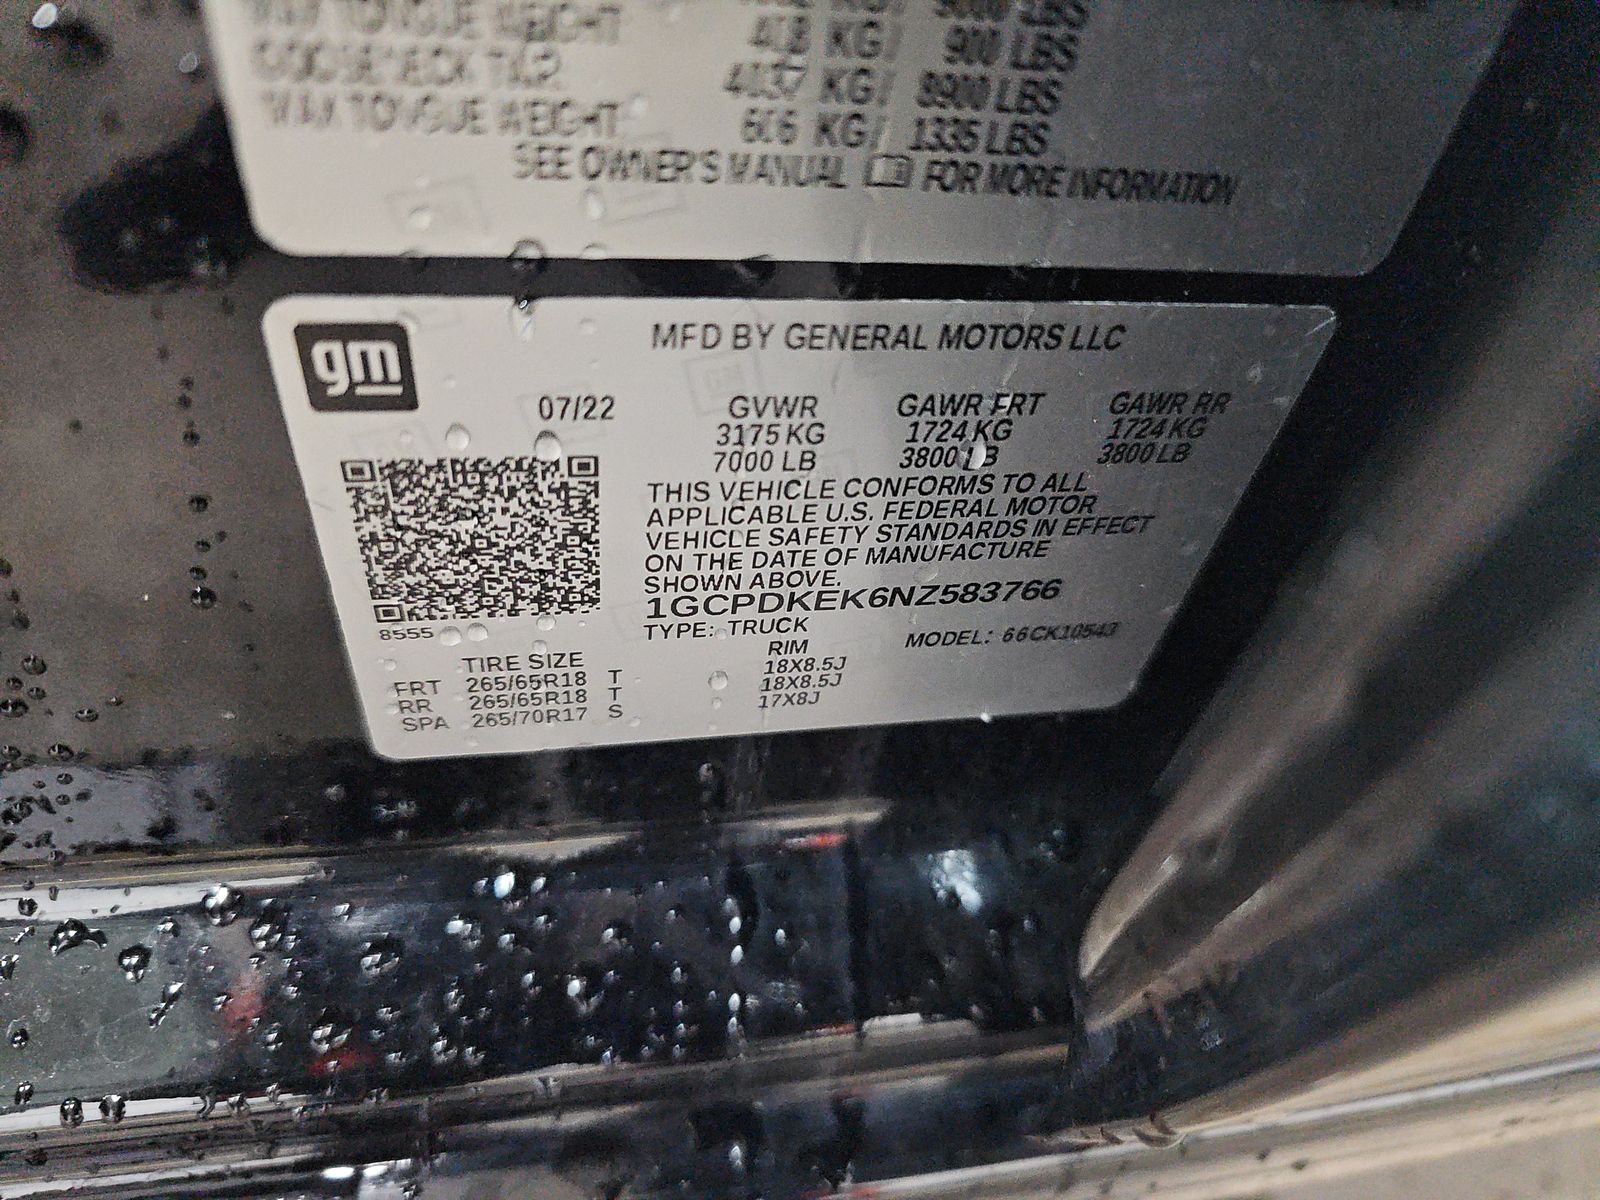 MAX TONGUE WEIGHT 408 KG/ 900 LBS
GOOSENECK TWR. 4037 KG/ 8900 LBS
MAX TONGUE WEIGHT 606 KG/ 1335 LBS
SEE OWNER'S MANUAL FOR MORE INFORMATION
gm
MFD BY GENERAL MOTORS LLC
07/22 GVWR GAWR FRT GAWR RR
3175 KG 1724 KG 1724 KG
7000 LB 3800 LB 3800 LB
THIS VEHICLE CONFORMS TO ALL
APPLICABLE U.S. FEDERAL MOTOR
VEHICLE SAFETY STANDARDS IN EFFECT
ON THE DATE OF MANUFACTURE
SHOWN ABOVE.
1GCPDKEK6NZ583766
8555
TYPE: TRUCK MODEL: 66CK10543
TIRE SIZE RIM
FRT 265/65R18 T 18X8.5J
RR 265/65R18 T 18X8.5J
SPA 265/70R17 S 17X8J